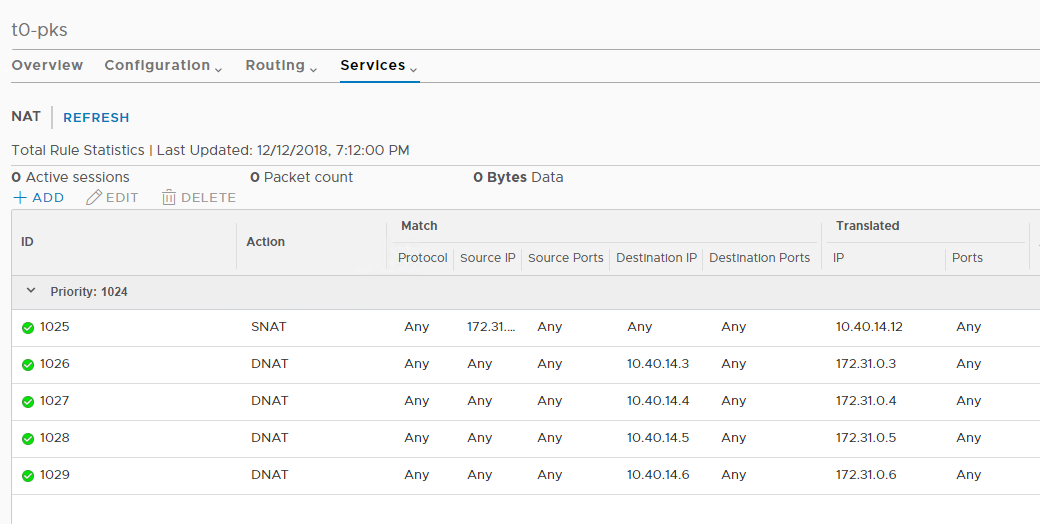 t0-pks
Overview Configuration Routing Services
NAT REFRESH
Total Rule Statistics | Last Updated: 12/12/2018, 7:12:00 PM
0 Active sessions 0 Packet count 0 Bytes Data
ADD EDIT DELETE
Match Translated
ID Action
Protocol Source IP Source Ports Destination IP Destination Ports IP Ports
Priority: 1024
1025 SNAT Any 172.31.... Any Any Any 10.40.14.12 Any
1026 DNAT Any Any Any 10.40.14.3 Any 172.31.0.3 Any
1027 DNAT Any Any Any 10.40.14.4 Any 172.31.0.4 Any
1028 DNAT Any Any Any 10.40.14.5 Any 172.31.0.5 Any
1029 DNAT Any Any Any 10.40.14.6 Any 172.31.0.6 Any